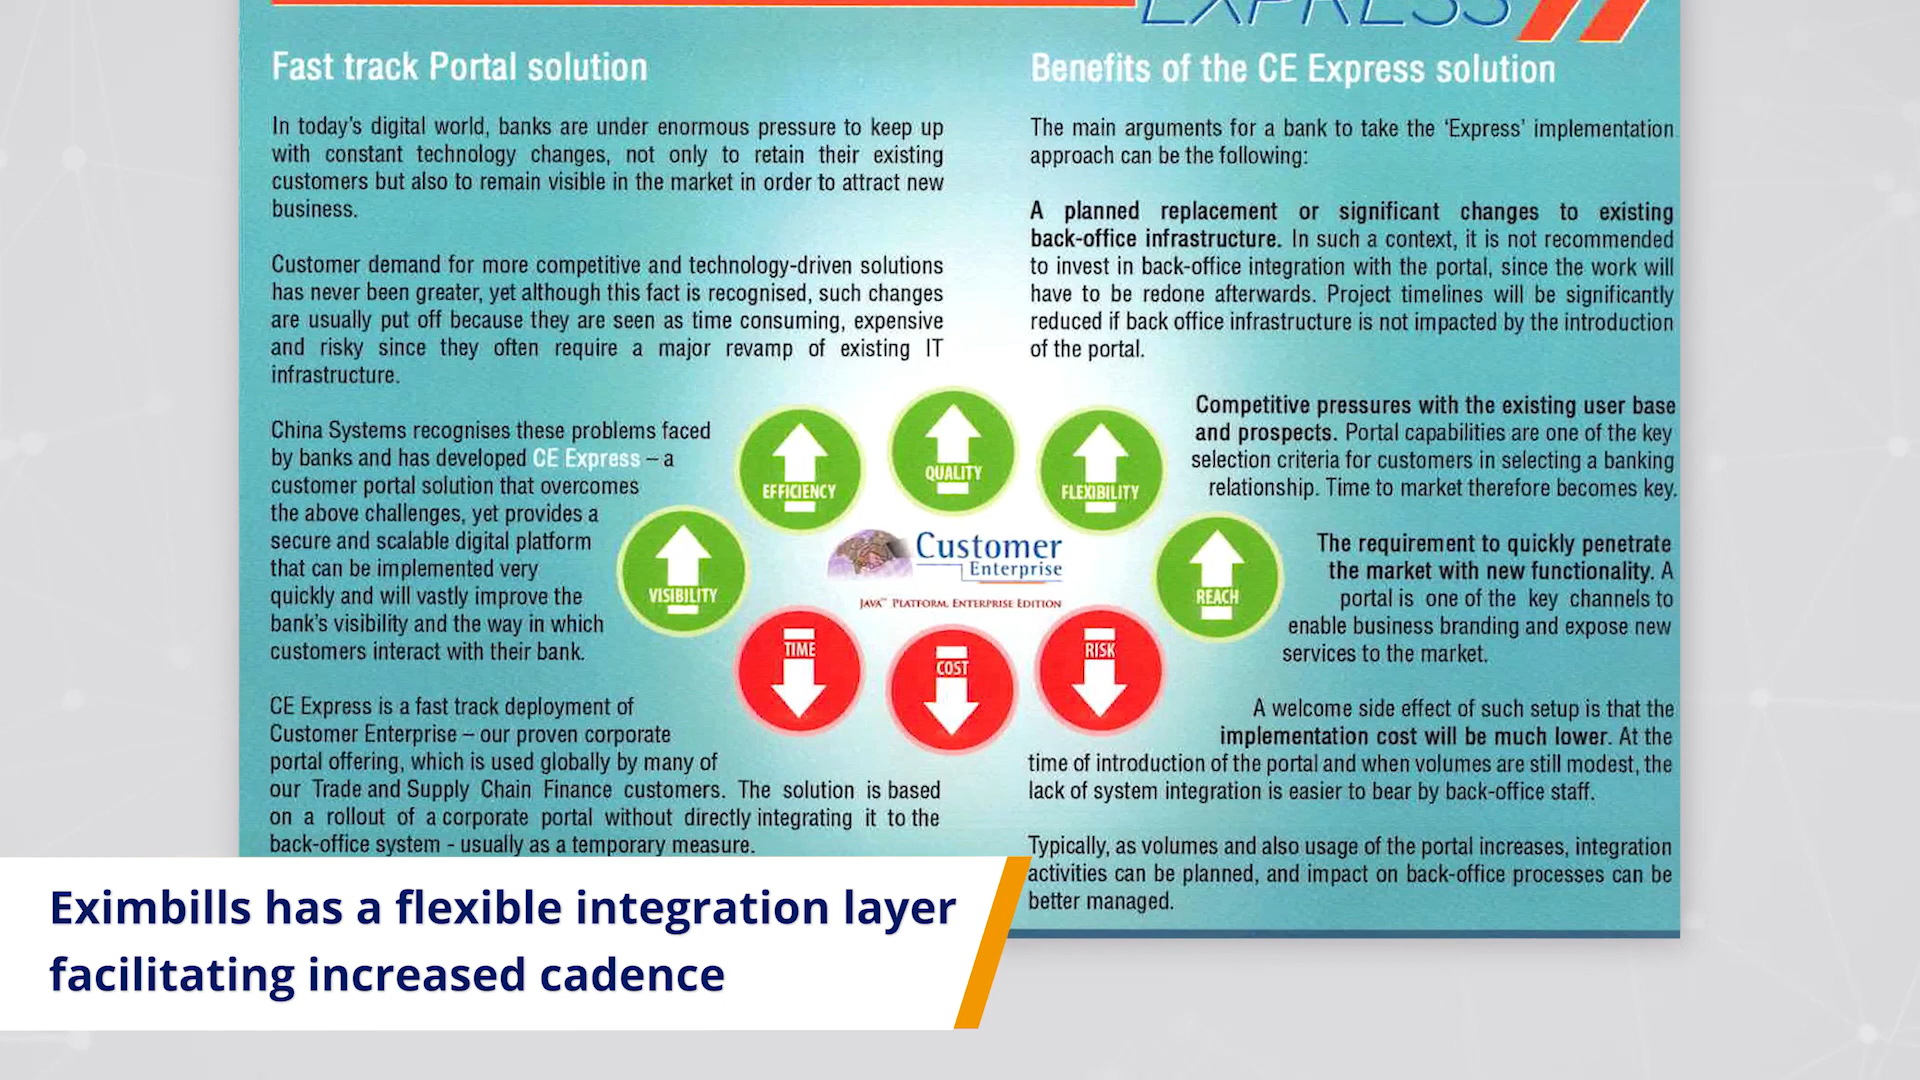 EXPRESS
Fast track Portal solution
In today's digital world, banks are under enormous pressure to keep up
with constant technology changes, not only to retain their existing
customers but also to remain visible in the market in order to attract new
business.
Customer demand for more competitive and technology-driven solutions
has never been greater, yet although this fact is recognised, such changes
are usually put off because they are seen as time consuming, expensive
and risky since they often require a major revamp of existing IT
infrastructure.
China Systems recognises these problems faced
by banks and has developed CE Express – a
customer portal solution that overcomes
the above challenges, yet provides a
secure and scalable digital platform
that can be implemented very
quickly and will vastly improve the
bank's visibility and the way in which
customers interact with their bank.
CE Express is a fast track deployment of
Customer Enterprise – our proven corporate
portal offering, which is used globally by many of
our Trade and Supply Chain Finance customers. The solution is based
on a rollout of a corporate portal without directly integrating it to the
back-office system - usually as a temporary measure.
EFFICIENCY
QUALITY
FLEXIBILITY
VISIBILITY
Customer
Enterprise
JAVA™ PLATFORM, ENTERPRISE EDITION
REACH
TIME
COST
RISK
Benefits of the CE Express solution
The main arguments for a bank to take the 'Express' implementation
approach can be the following:
A planned replacement or significant changes to existing
back-office infrastructure. In such a context, it is not recommended
to invest in back-office integration with the portal, since the work will
have to be redone afterwards. Project timelines will be significantly
reduced if back office infrastructure is not impacted by the introduction
of the portal.
Competitive pressures with the existing user base
and prospects. Portal capabilities are one of the key
selection criteria for customers in selecting a banking
relationship. Time to market therefore becomes key.
The requirement to quickly penetrate
the market with new functionality. A
portal is one of the key channels to
enable business branding and expose new
services to the market.
A welcome side effect of such setup is that the
implementation cost will be much lower. At the
time of introduction of the portal and when volumes are still modest, the
lack of system integration is easier to bear by back-office staff.
Typically, as volumes and also usage of the portal increases, integration
activities can be planned, and impact on back-office processes can be
better managed.
Eximbills has a flexible integration layer
facilitating increased cadence